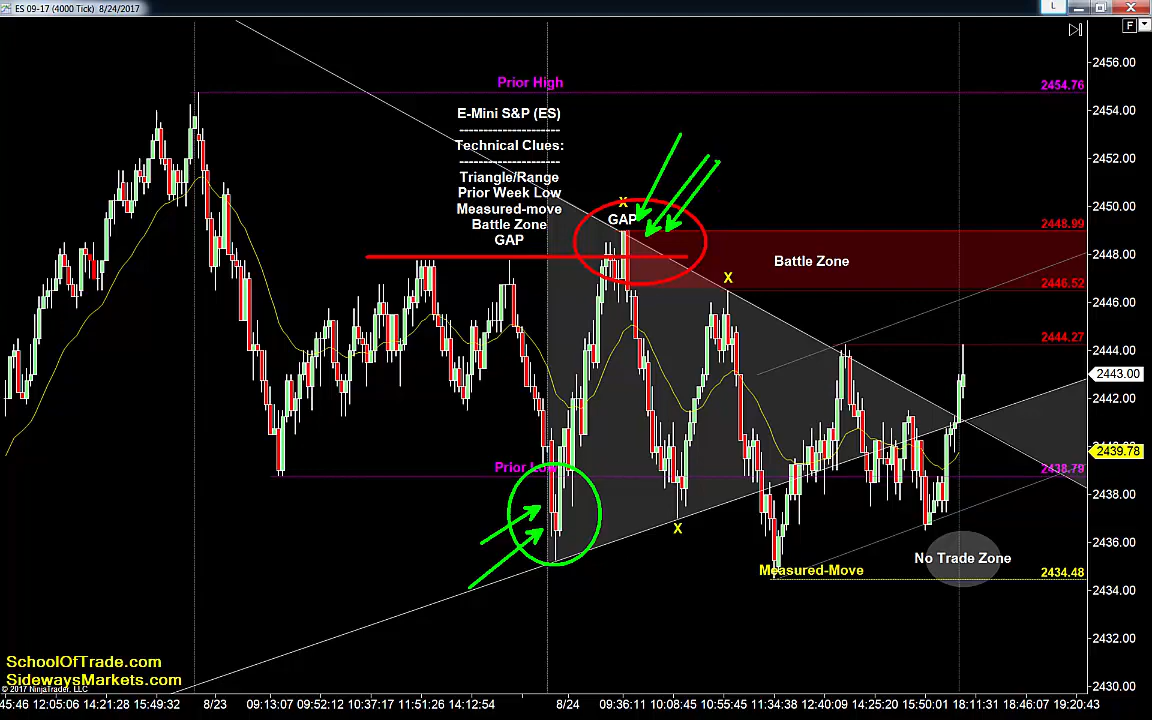 ES 09-17 (4000 Tick)  8/24/2017
L
F
2456.00
Prior High
2454.76
E-Mini S&P (ES)
2454.00
---------------------
Technical Clues:
---------------------
2452.00
Triangle/Range
Prior Week Low
Measured-move
Battle Zone
GAP
X
GAP
2450.00
2448.99
2448.00
Battle Zone
X
2446.52
2446.00
2444.27
2444.00
2443.00
2442.00
2439.78
Prior Low
2438.79
2438.00
X
2436.00
No Trade Zone
Measured-Move
2434.48
2434.00
2432.00
SchoolOfTrade.com
SidewaysMarkets.com
2430.00
© 2017 NinjaTrader, LLC
45:46 12:05:06 14:21:28 15:49:32 8/23 09:13:07 09:52:12 10:37:17 11:51:26 14:12:54 8/24 09:36:11 10:08:45 10:55:45 11:34:38 12:40:09 14:25:20 15:50:01 18:11:31 18:46:07 19:20:43